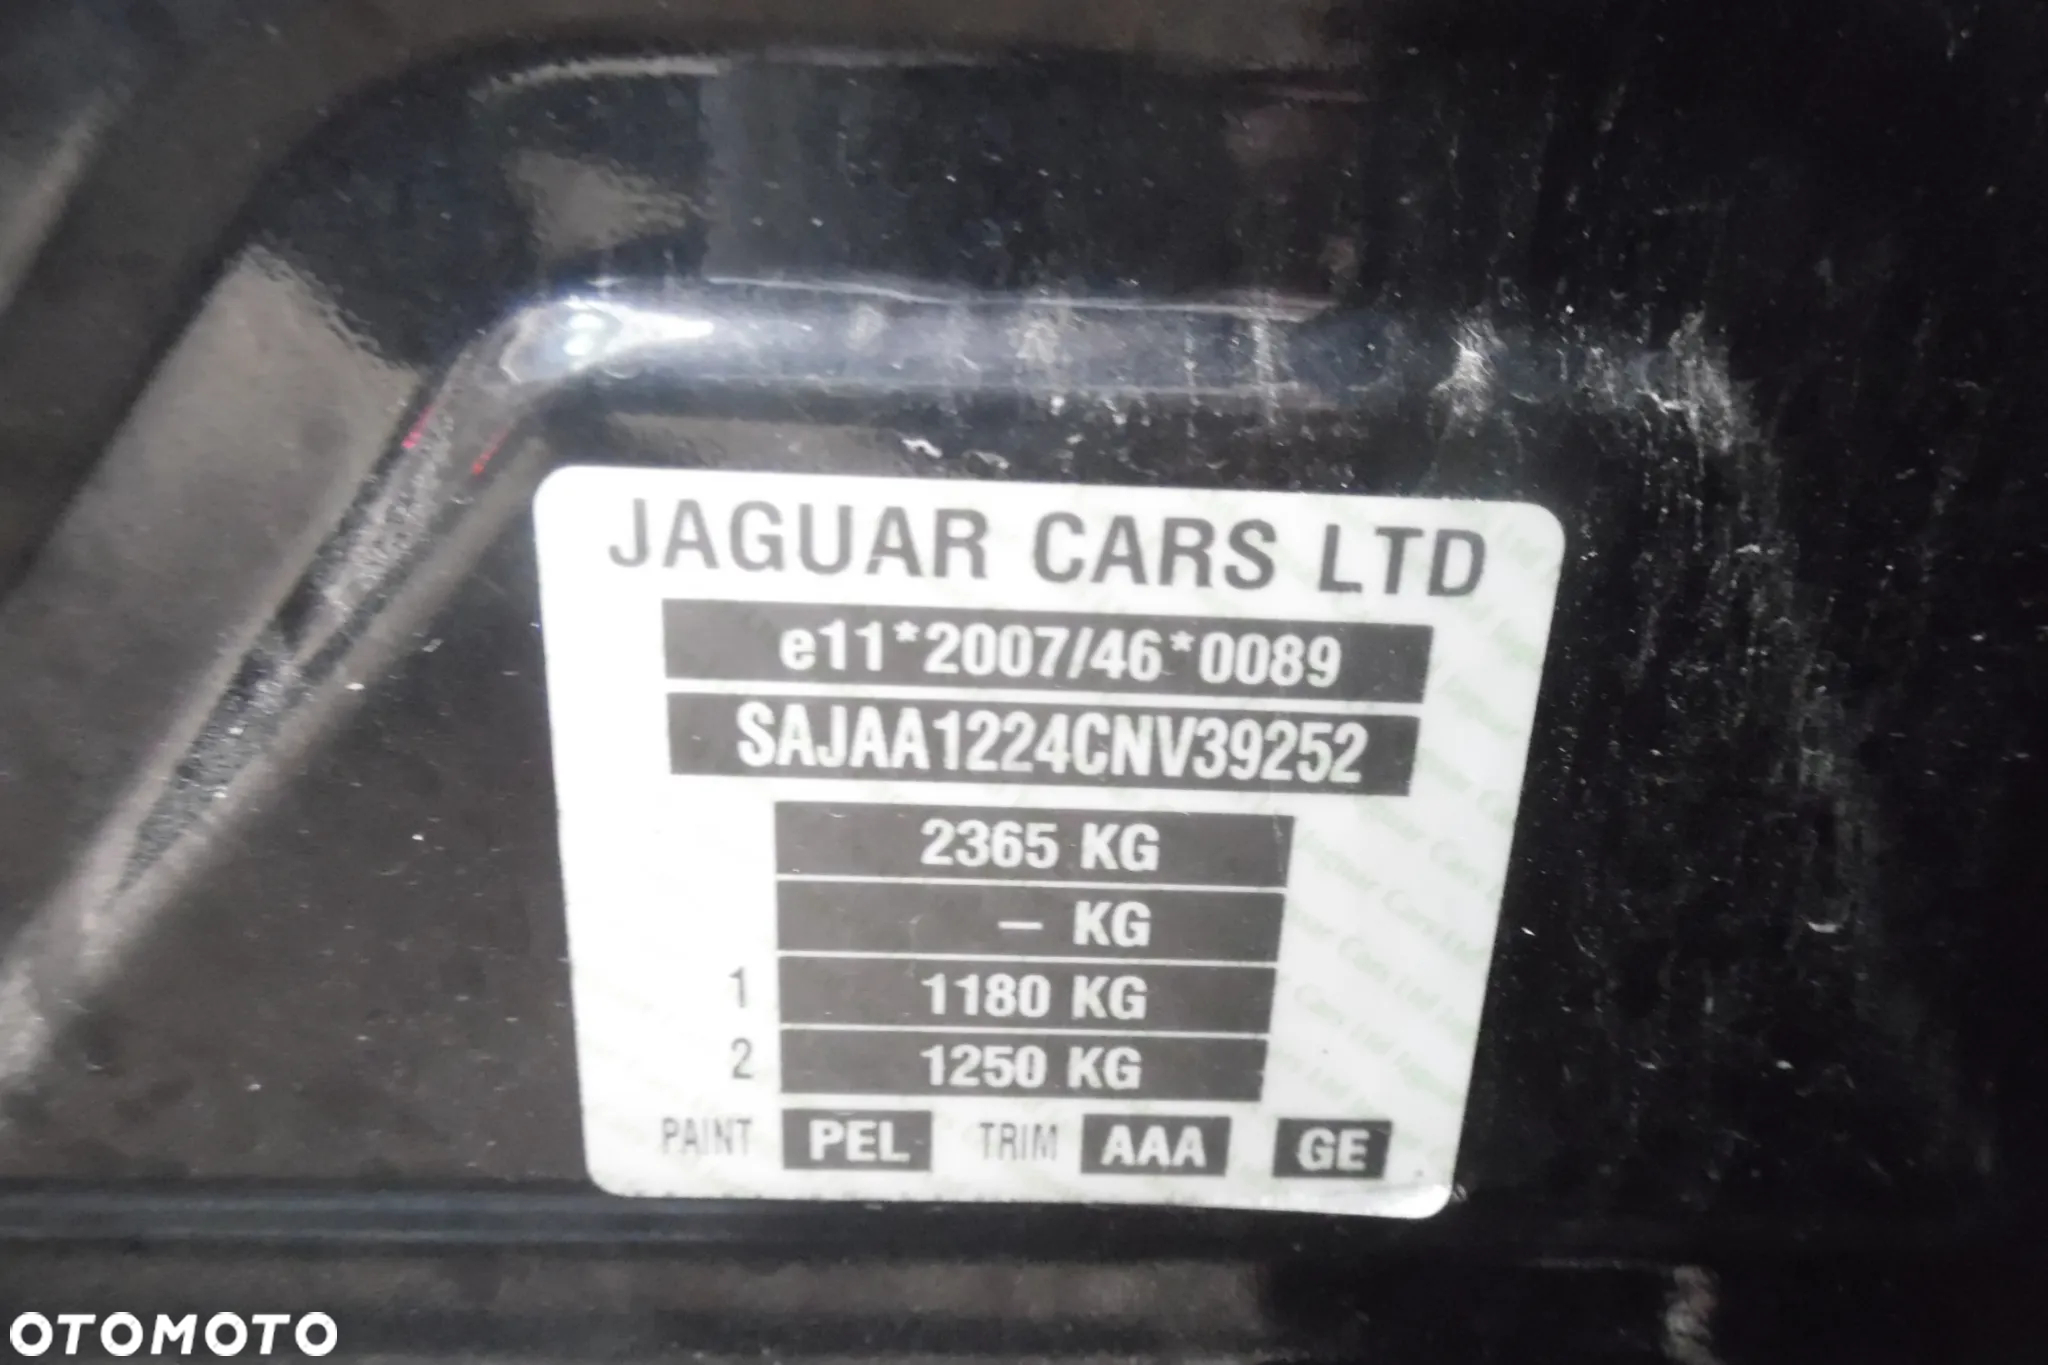 JAGUAR CARS LTD
e11*2007/46*0089
SAJAA1224CNV39252
2365 KG
– KG
1 1180 KG
2 1250 KG
PAINT PEL TRIM AAA GE
OTOMOTO